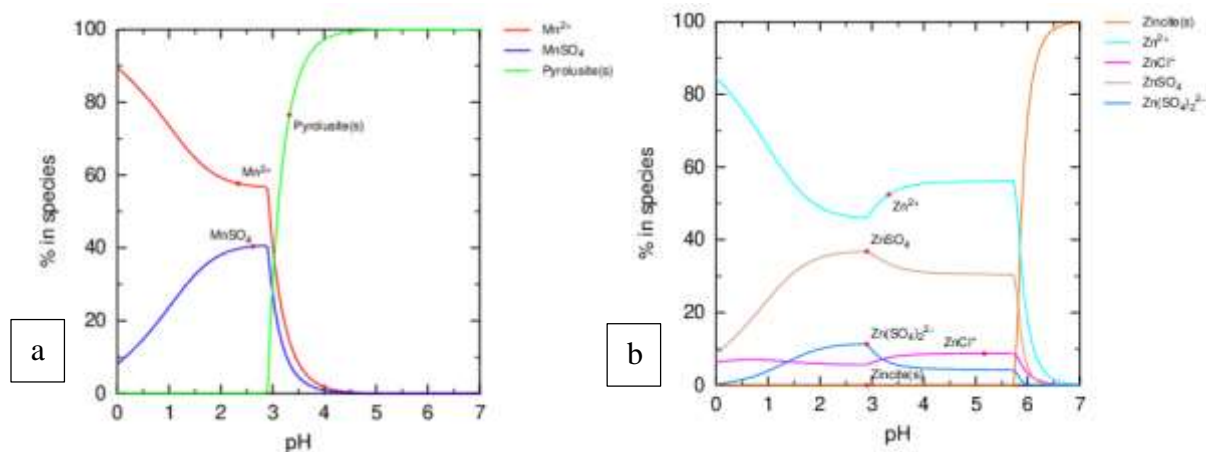 100
80
60
40
20
0
% in species
0 1 2 3 4 5 6 7
pH
Mn²⁺
MnSO₄
Pyrolusite(s)
Pyrolusite(s)
Mn²⁺
MnSO₄
a
100
80
60
40
20
0
% in species
0 1 2 3 4 5 6 7
pH
Zincite(s)
Zn²⁺
ZnCl⁺
ZnSO₄
Zn(SO₄)₂²⁻
Zn²⁺
ZnSO₄
Zn(SO₄)₂²⁻
ZnCl⁺
Zincite(s)
b